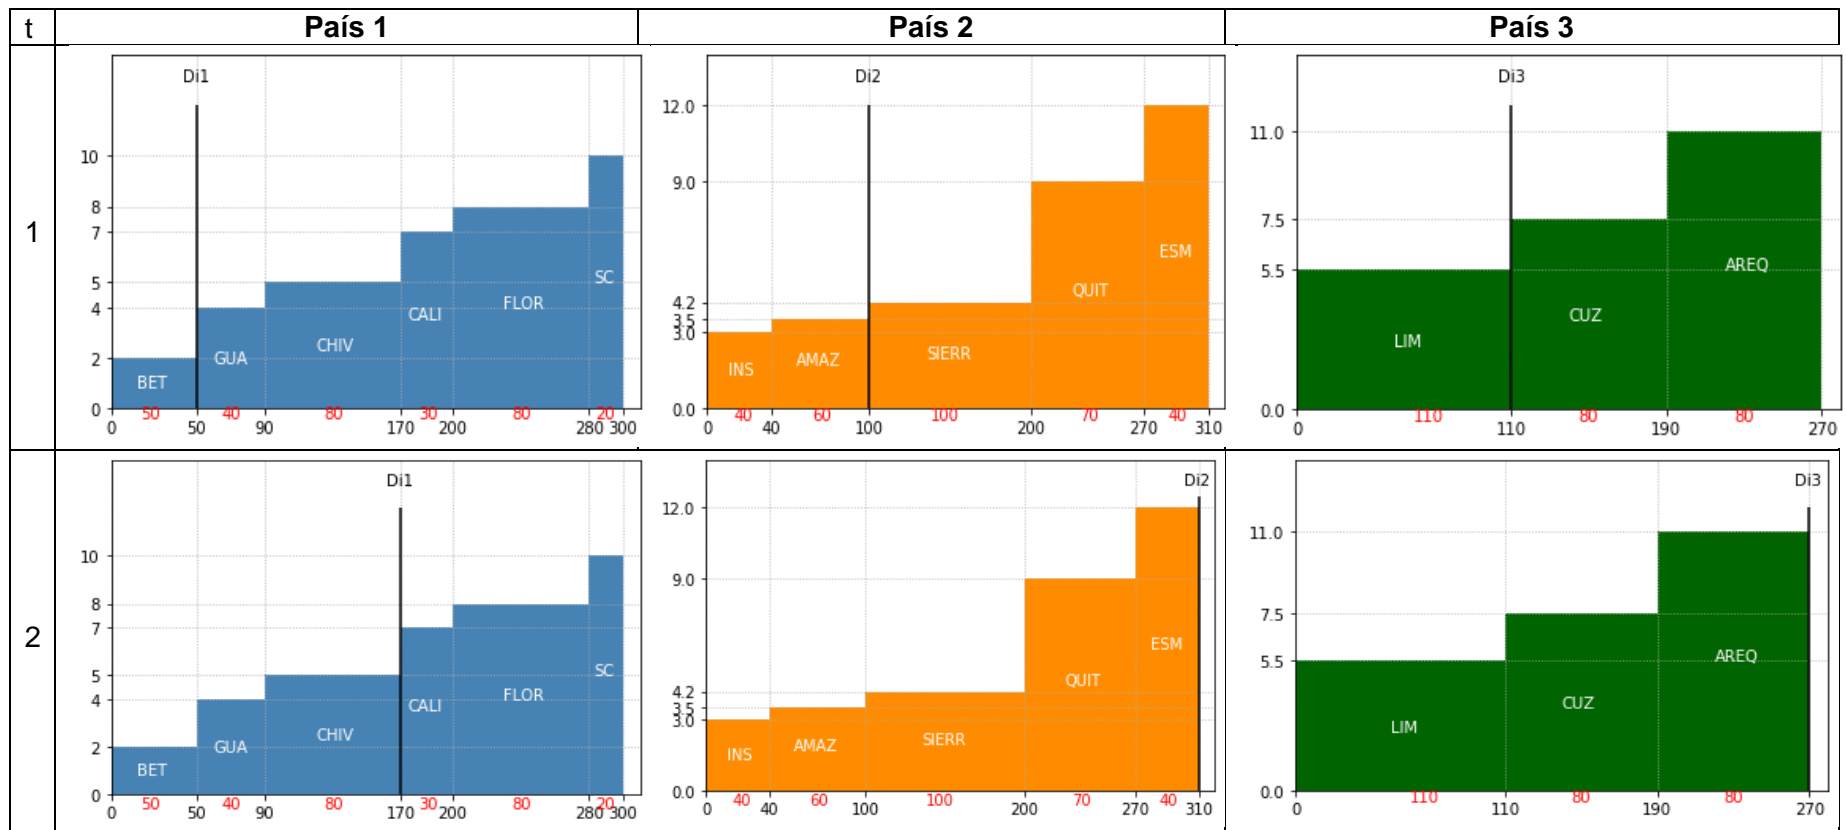 t País 1 País 2 País 3
1
Di1
10
8
7
5
4
2
0
BET GUA CHIV CALI FLOR SC
50 40 80 30 80 20
0 50 90 170 200 280 300
Di2
12.0
9.0
4.2
3.5
3.0
0.0
INS AMAZ SIERR QUIT ESM
40 60 100 70 40
0 40 100 200 270 310
Di3
11.0
7.5
5.5
0.0
LIM CUZ AREQ
110 80 80
0 110 190 270
2
Di1
10
8
7
5
4
2
0
BET GUA CHIV CALI FLOR SC
50 40 80 30 80 20
0 50 90 170 200 280 300
Di2
12.0
9.0
4.2
3.5
3.0
0.0
INS AMAZ SIERR QUIT ESM
40 60 100 70 40
0 40 100 200 270 310
Di3
11.0
7.5
5.5
0.0
LIM CUZ AREQ
110 80 80
0 110 190 270